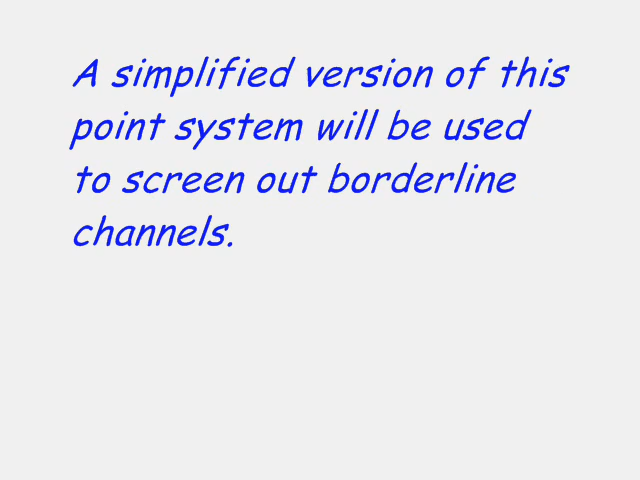 A simplified version of this
point system will be used
to screen out borderline
channels.